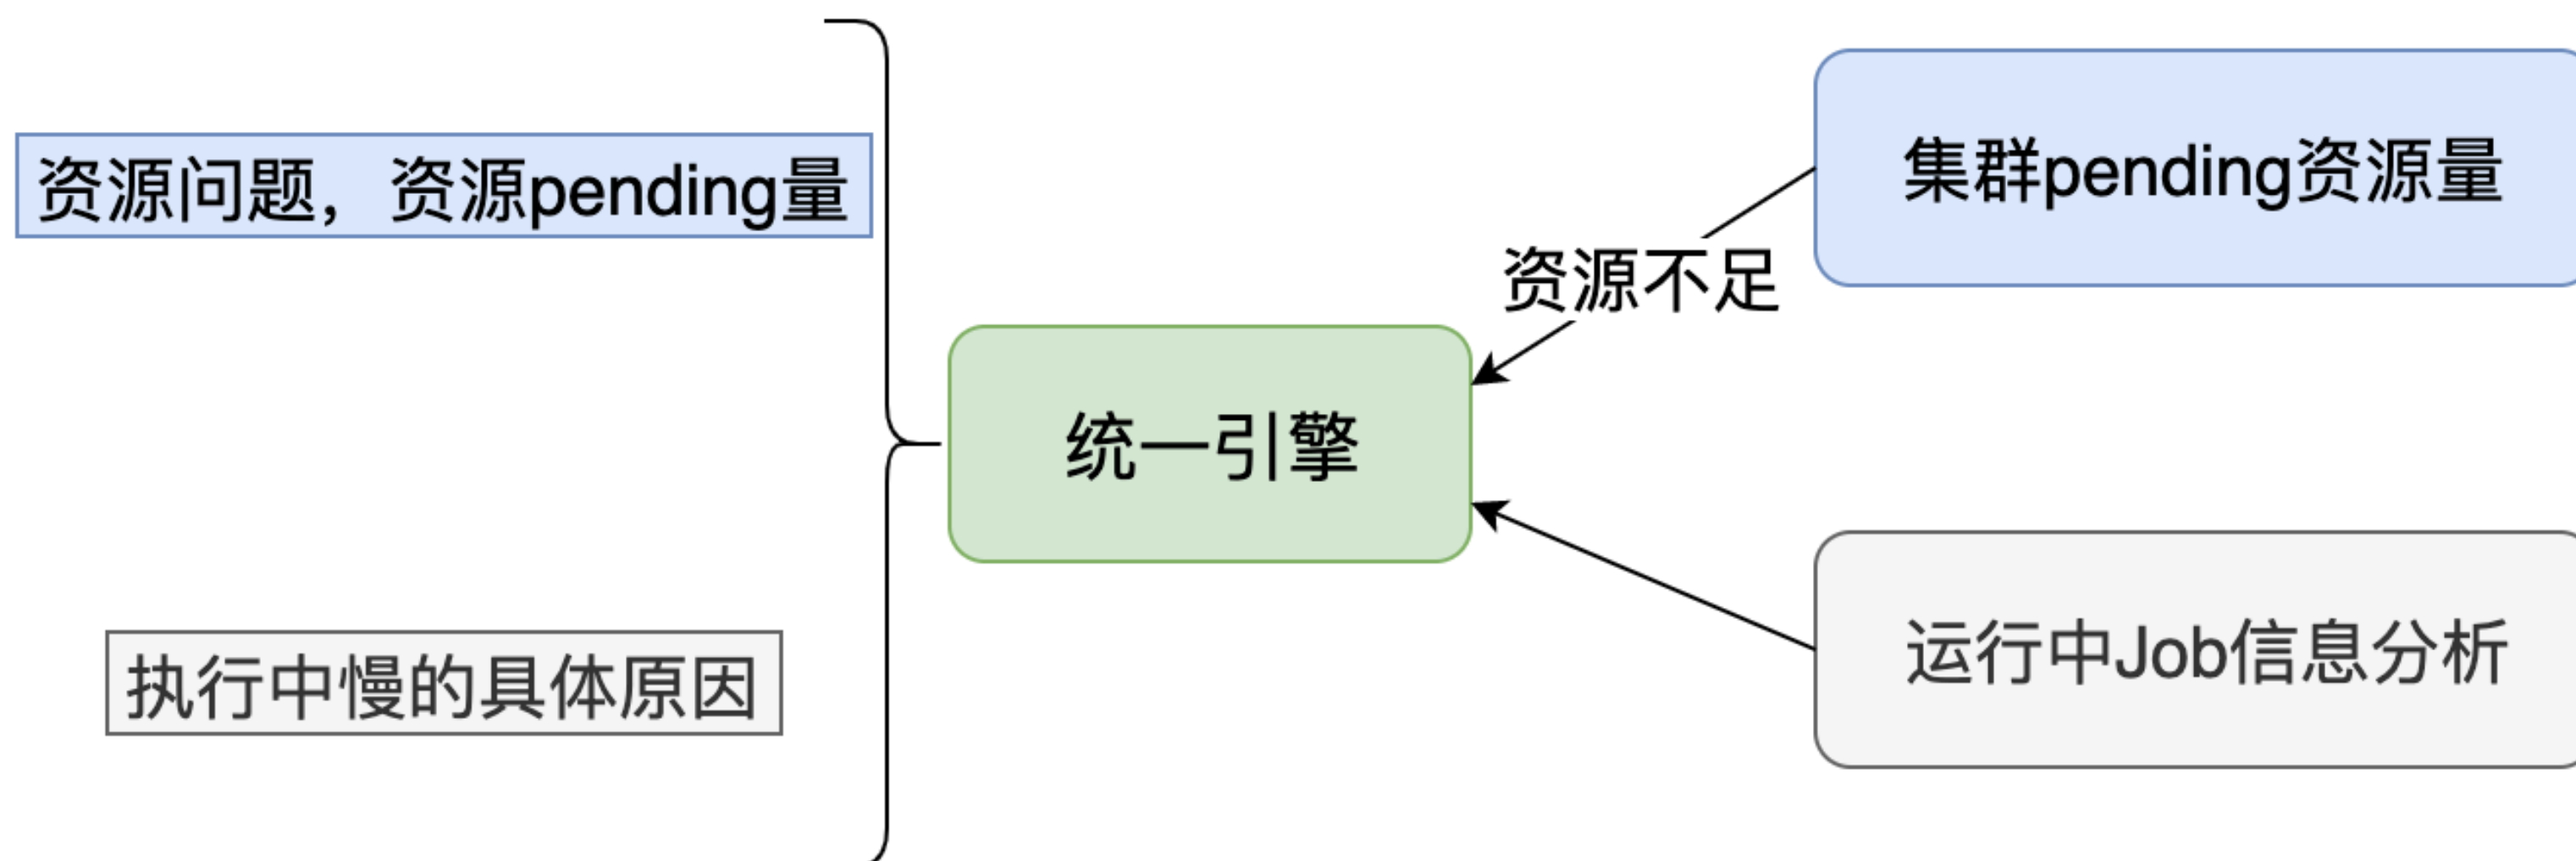 资源问题，资源pending量
执行中慢的具体原因
统一引擎
资源不足
集群pending资源量
运行中Job信息分析